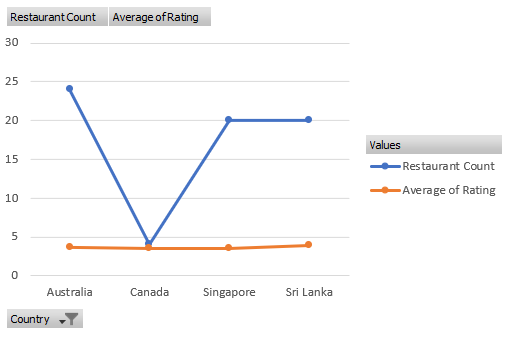 Restaurant Count Average of Rating
30
25
20
15
10
5
0
Australia Canada Singapore Sri Lanka
Values
Restaurant Count
Average of Rating
Country